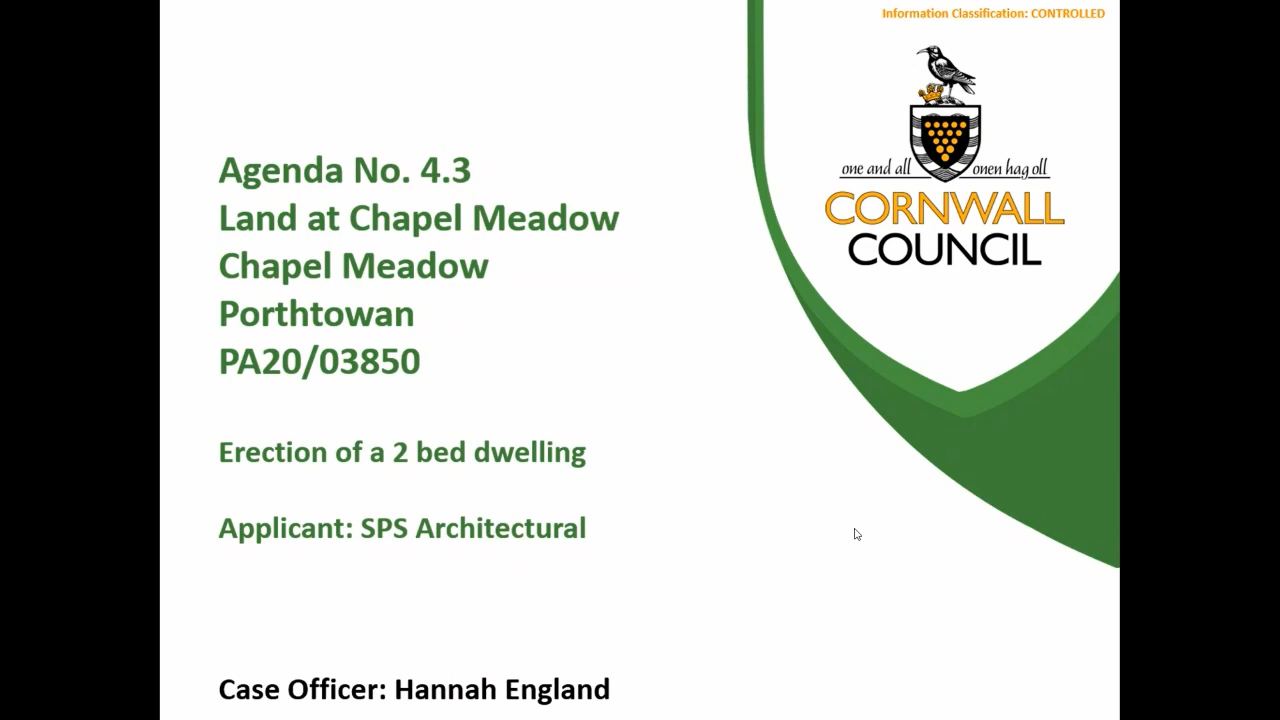 Information Classification: CONTROLLED
one and all onen hag oll
CORNWALL
COUNCIL
Agenda No. 4.3
Land at Chapel Meadow
Chapel Meadow
Porthtowan
PA20/03850
Erection of a 2 bed dwelling
Applicant: SPS Architectural
Case Officer: Hannah England